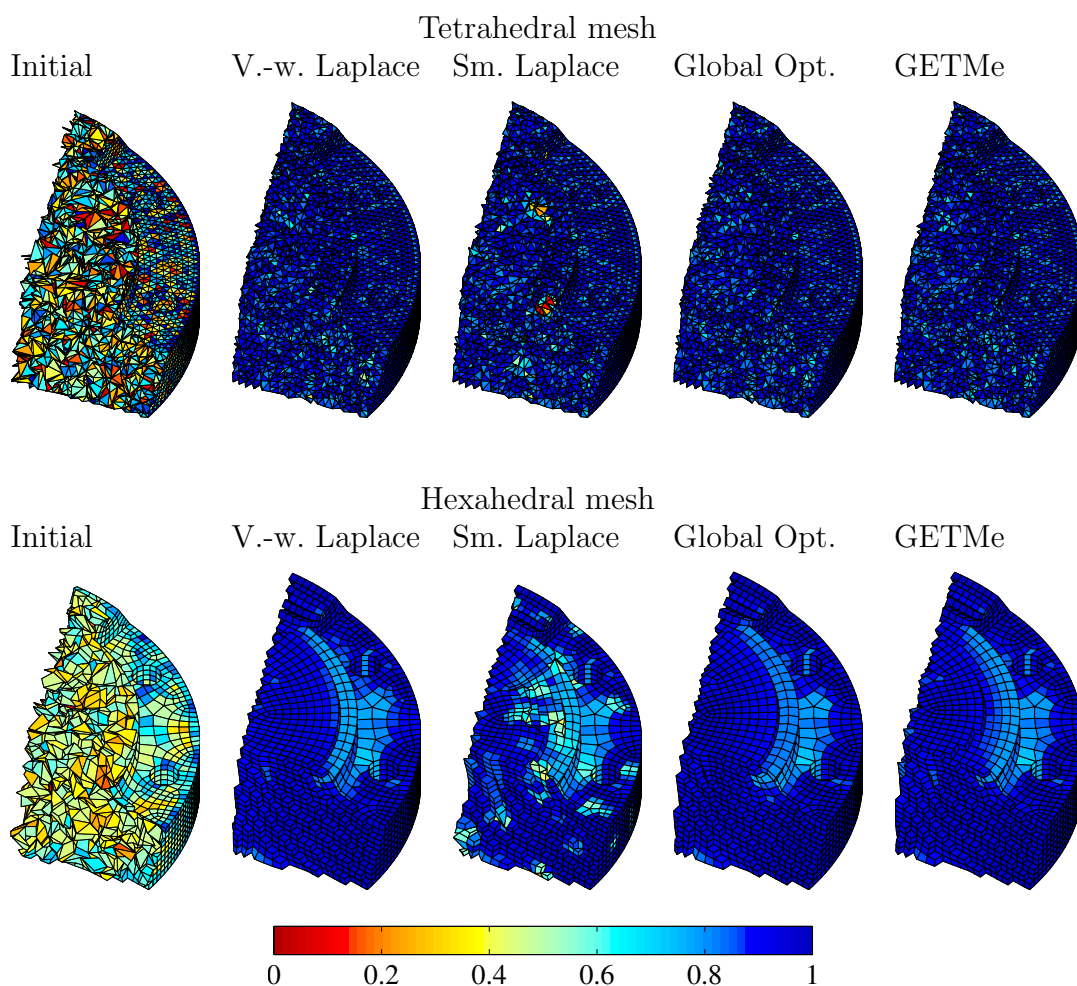 Tetrahedral mesh
Initial V.-w. Laplace Sm. Laplace Global Opt. GETMe
Hexahedral mesh
Initial V.-w. Laplace Sm. Laplace Global Opt. GETMe
0 0.2 0.4 0.6 0.8 1